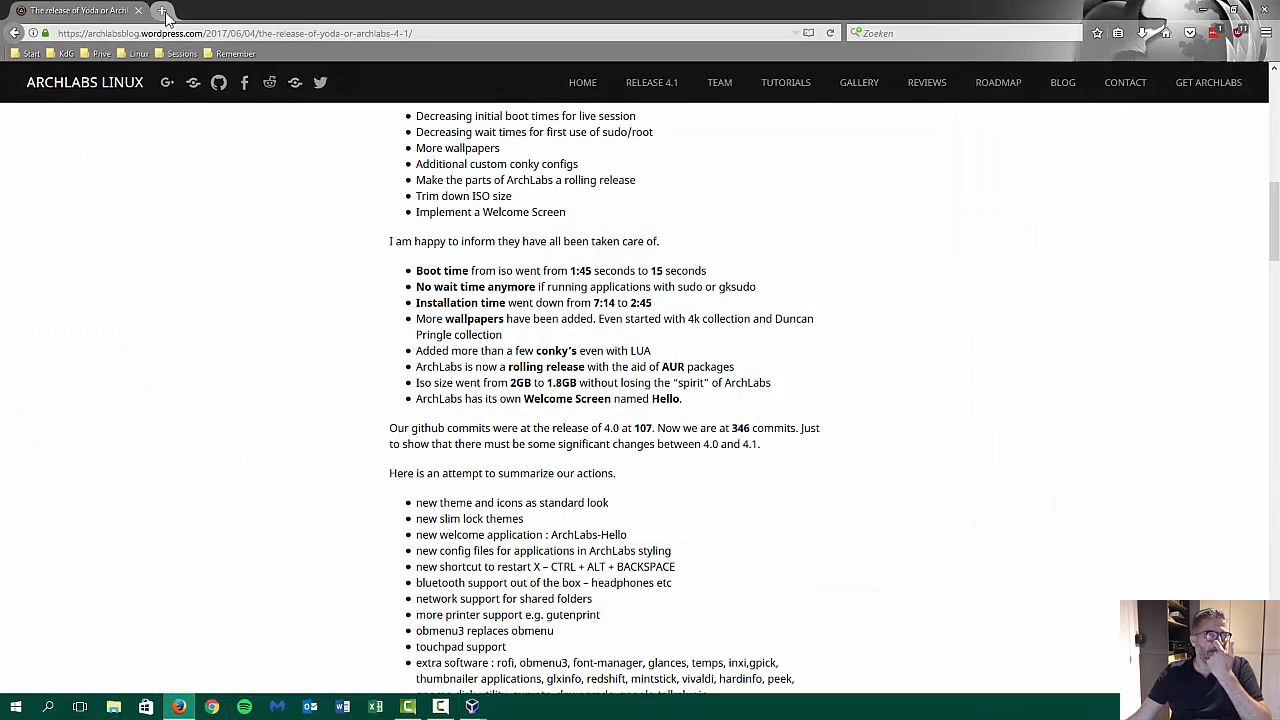 The release of Yoda or Archl
https://archlabsblog.wordpress.com/2017/06/04/the-release-of-yoda-or-archlabs-4-1/
Zoeken
Start
KdG
Prive
Linux
Sessions
Remember
ARCHLABS LINUX
HOME
RELEASE 4.1
TEAM
TUTORIALS
GALLERY
REVIEWS
ROADMAP
BLOG
CONTACT
GET ARCHLABS
Decreasing initial boot times for live session
Decreasing wait times for first use of sudo/root
More wallpapers
Additional custom conky configs
Make the parts of ArchLabs a rolling release
Trim down ISO size
Implement a Welcome Screen
I am happy to inform they have all been taken care of.
Boot time from iso went from 1:45 seconds to 15 seconds
No wait time anymore if running applications with sudo or gksudo
Installation time went down from 7:14 to 2:45
More wallpapers have been added. Even started with 4k collection and Duncan
Pringle collection
Added more than a few conky’s even with LUA
ArchLabs is now a rolling release with the aid of AUR packages
Iso size went from 2GB to 1.8GB without losing the “spirit” of ArchLabs
ArchLabs has its own Welcome Screen named Hello.
Our github commits were at the release of 4.0 at 107. Now we are at 346 commits. Just
to show that there must be some significant changes between 4.0 and 4.1.
Here is an attempt to summarize our actions.
new theme and icons as standard look
new slim lock themes
new welcome application : ArchLabs-Hello
new config files for applications in ArchLabs styling
new shortcut to restart X – CTRL + ALT + BACKSPACE
bluetooth support out of the box – headphones etc
network support for shared folders
more printer support e.g. gutenprint
obmenu3 replaces obmenu
touchpad support
extra software : rofi, obmenu3, font-manager, glances, temps, inxi,gpick,
thumbnailer applications, glxinfo, redshift, mintstick, vivaldi, hardinfo, peek,